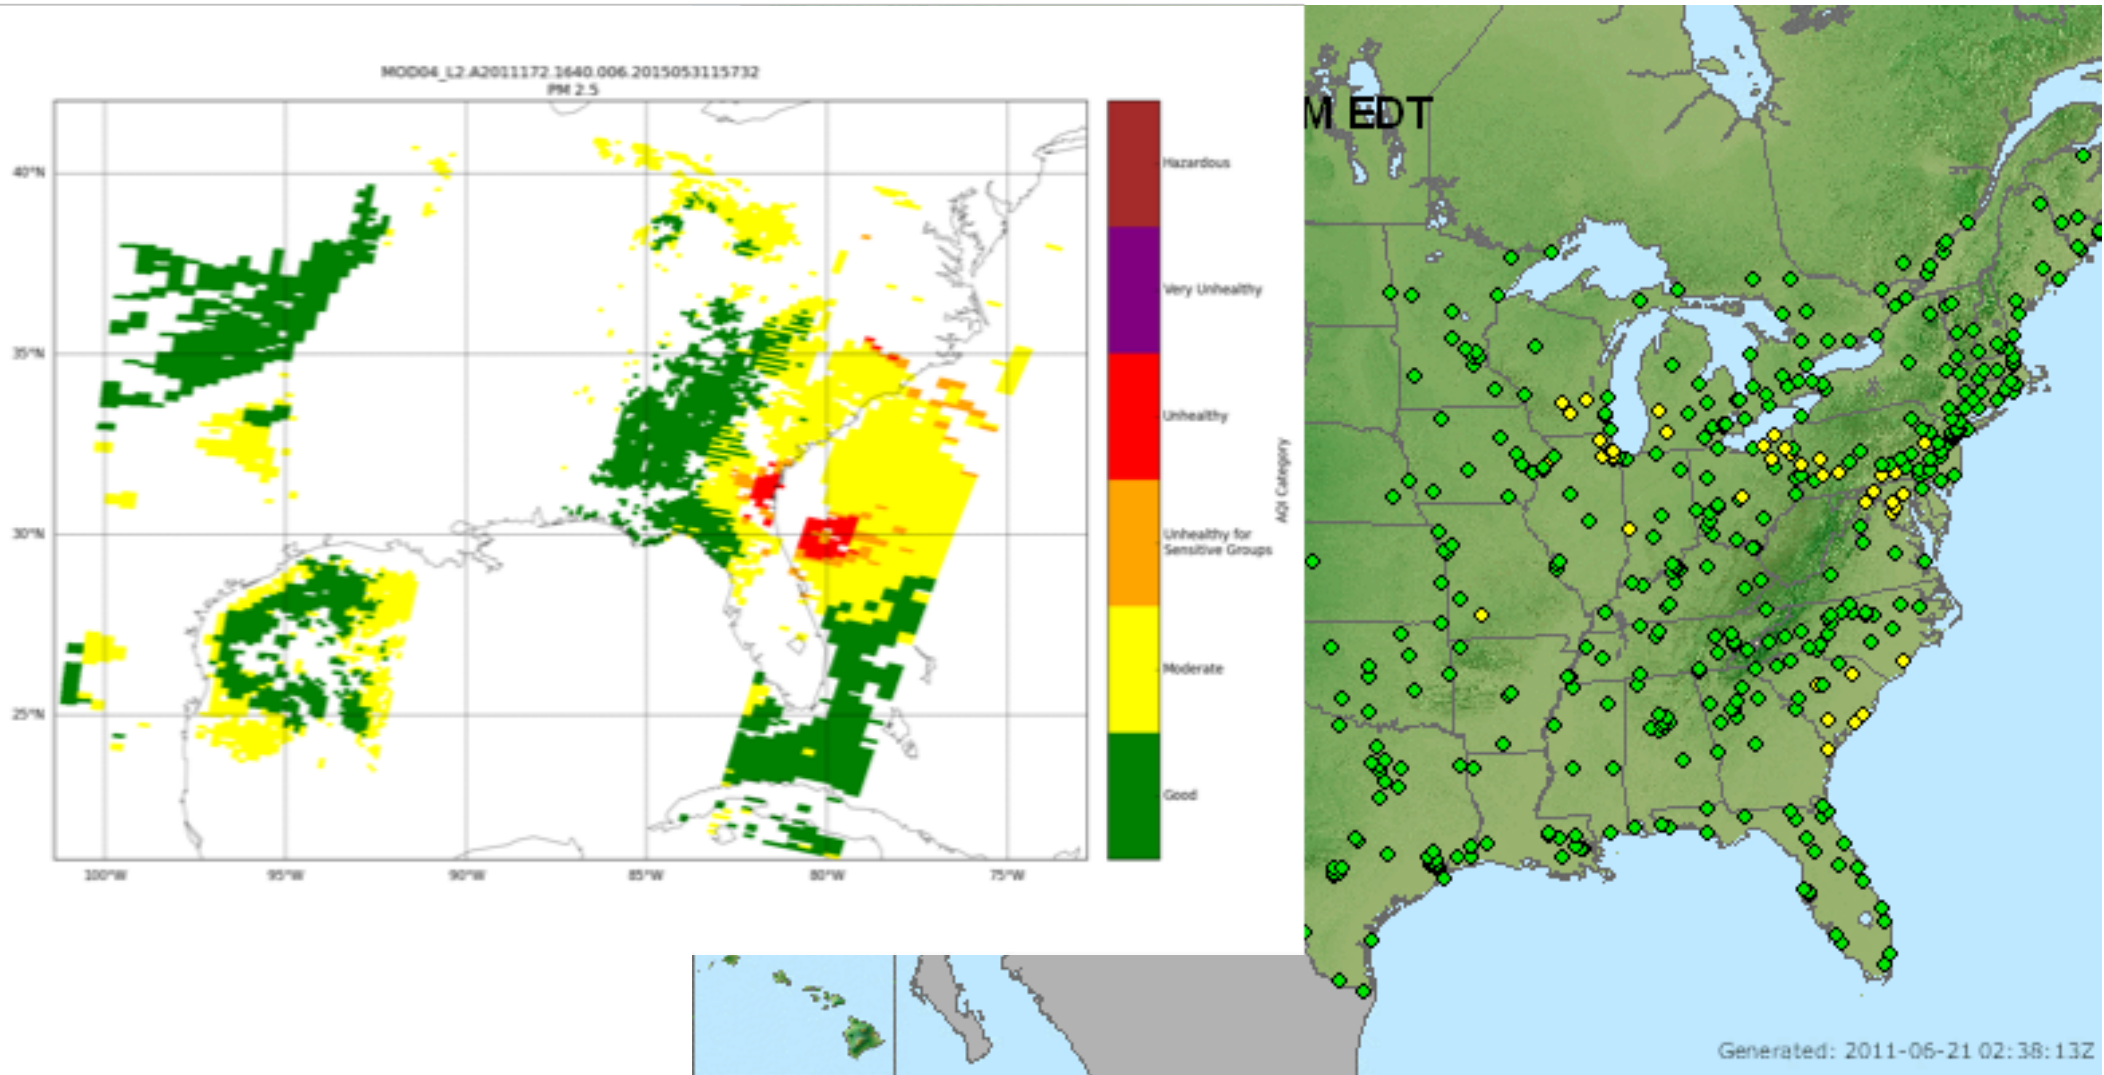 MOD04_L2.A2011172.1640.006.2015053115732
PM 2.5
40°N
35°N
30°N
25°N
100°W
95°W
90°W
85°W
80°W
75°W
Hazardous
Very Unhealthy
Unhealthy
Unhealthy for
Sensitive Groups
Moderate
Good
AQI Category
M EDT
Generated: 2011-06-21 02:38:13Z